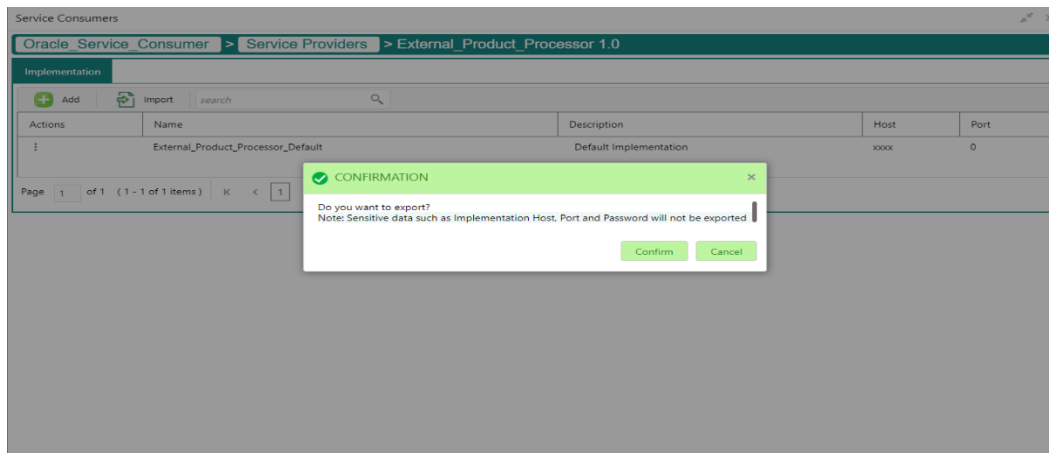 Service Consumers
Oracle_Service_Consumer > Service Providers > External_Product_Processor 1.0
Implementation
Add Import search
Actions Name Description Host Port
External_Product_Processor_Default Default Implementation xxxx 0
Page 1 of 1 (1 - 1 of 1 items) K < 1
CONFIRMATION ×
Do you want to export?
Note: Sensitive data such as Implementation Host, Port and Password will not be exported
Confirm Cancel